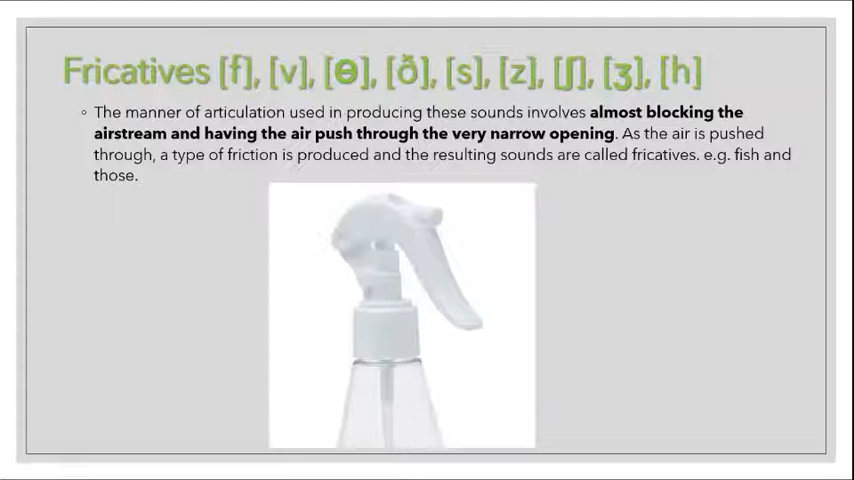 Fricatives [f], [v], [ɵ], [ð], [s], [z], [ʃ], [ʒ], [h]
The manner of articulation used in producing these sounds involves almost blocking the
airstream and having the air push through the very narrow opening. As the air is pushed
through, a type of friction is produced and the resulting sounds are called fricatives. e.g. fish and
those.